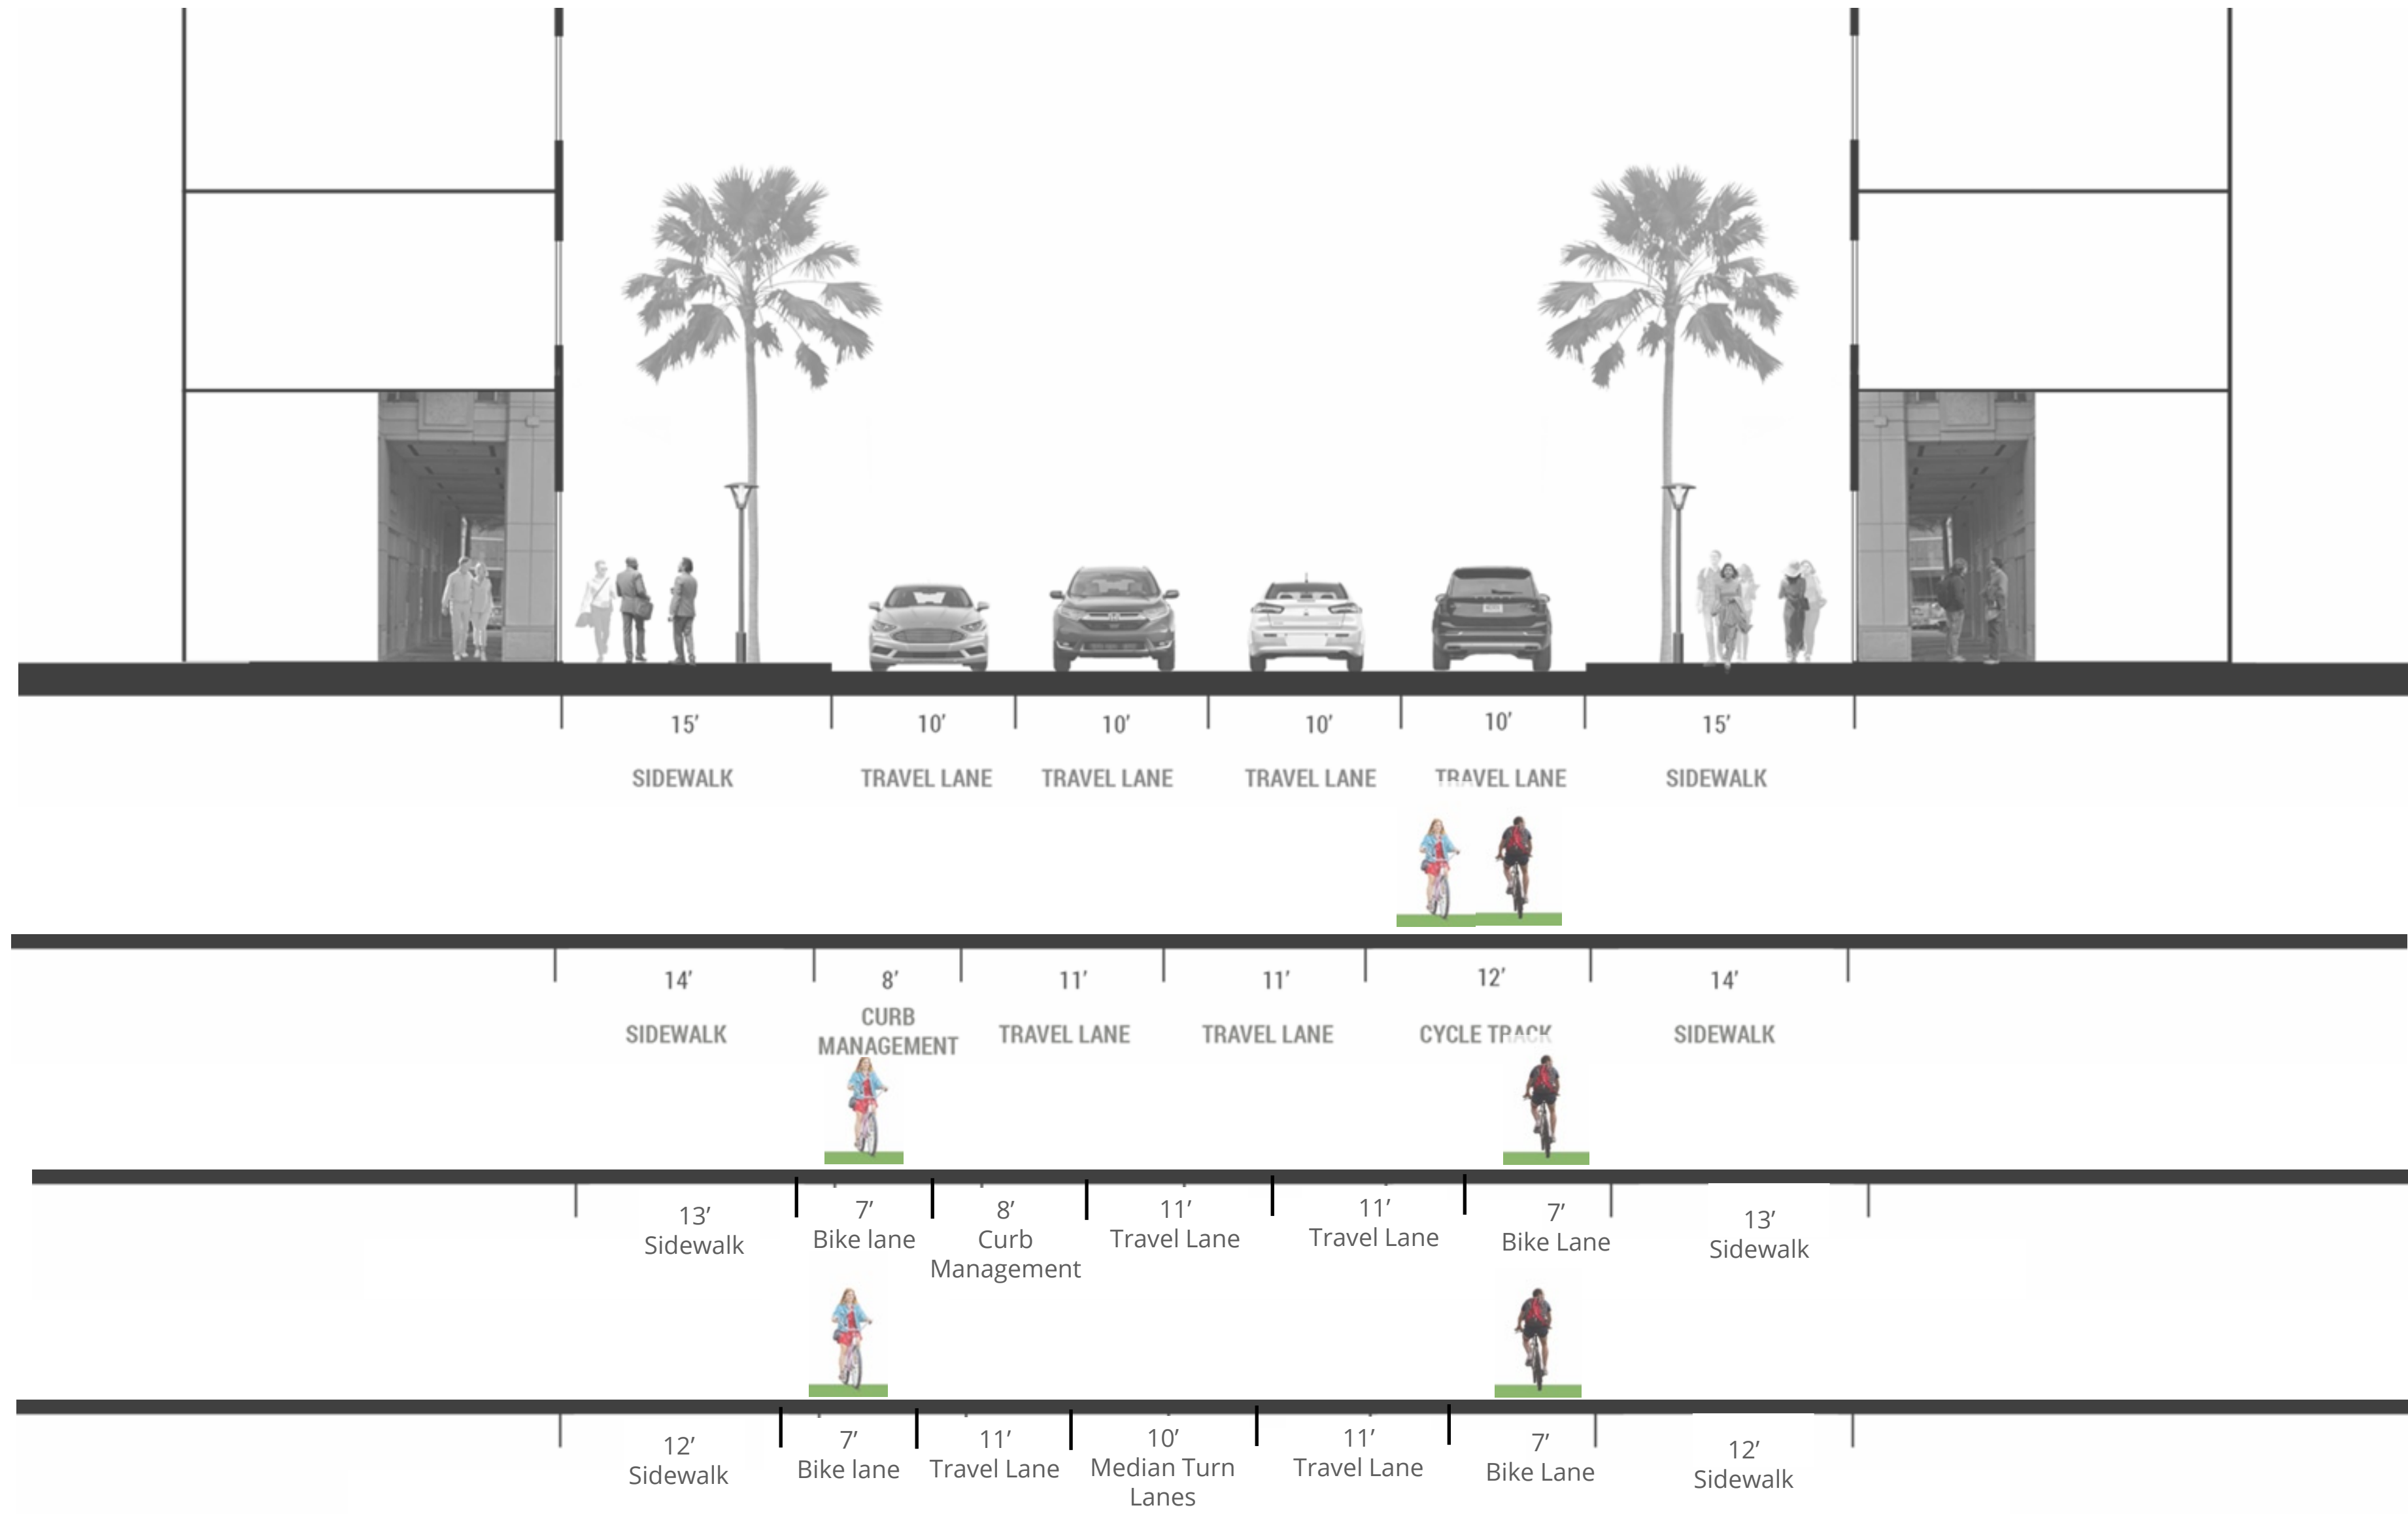 15’ 10’ 10’ 10’ 10’ 15’
SIDEWALK TRAVEL LANE TRAVEL LANE TRAVEL LANE TRAVEL LANE SIDEWALK
14’ 8’ 11’ 11’ 12’ 14’
SIDEWALK CURB MANAGEMENT TRAVEL LANE TRAVEL LANE CYCLE TRACK SIDEWALK
13’ 7’ 8’ 11’ 11’ 7’ 13’
Sidewalk Bike lane Curb Travel Lane Travel Lane Bike Lane Sidewalk
Management
12’ 7’ 11’ 10’ 11’ 7’ 12’
Sidewalk Bike lane Travel Lane Median Turn Travel Lane Bike Lane Sidewalk
Lanes